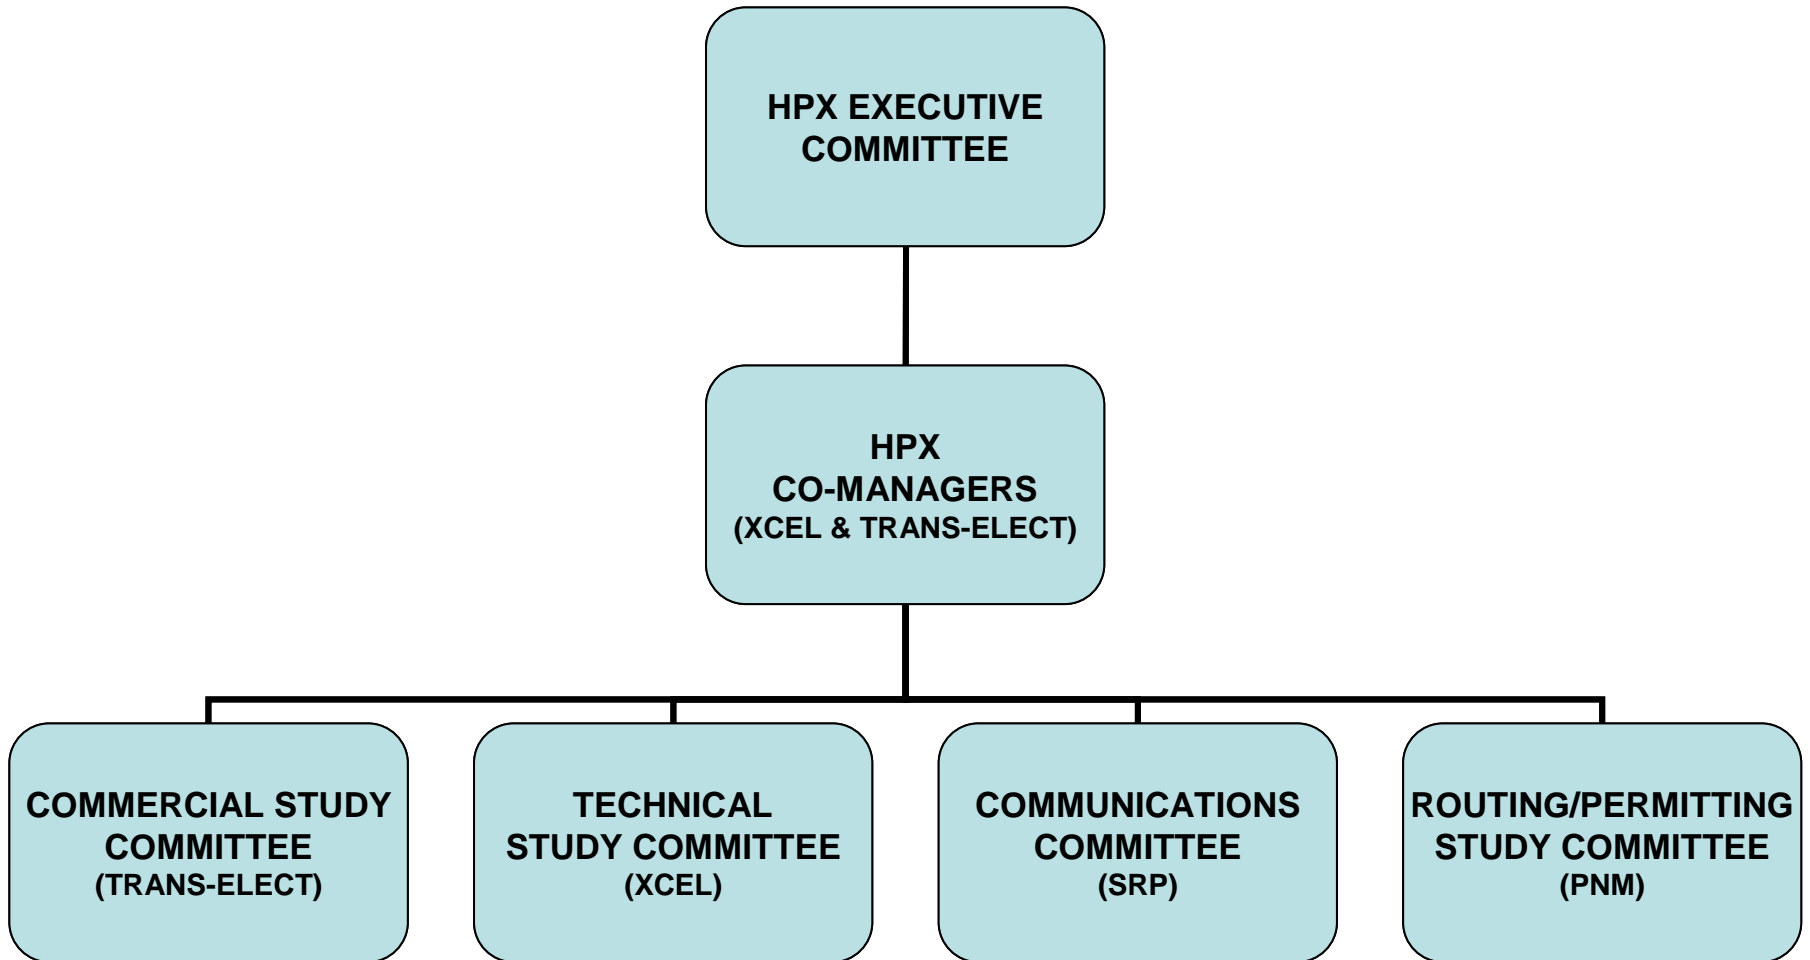 HPX EXECUTIVE
COMMITTEE
HPX
CO-MANAGERS
(XCEL & TRANS-ELECT)
COMMERCIAL STUDY
COMMITTEE
(TRANS-ELECT)
TECHNICAL
STUDY COMMITTEE
(XCEL)
COMMUNICATIONS
COMMITTEE
(SRP)
ROUTING/PERMITTING
STUDY COMMITTEE
(PNM)